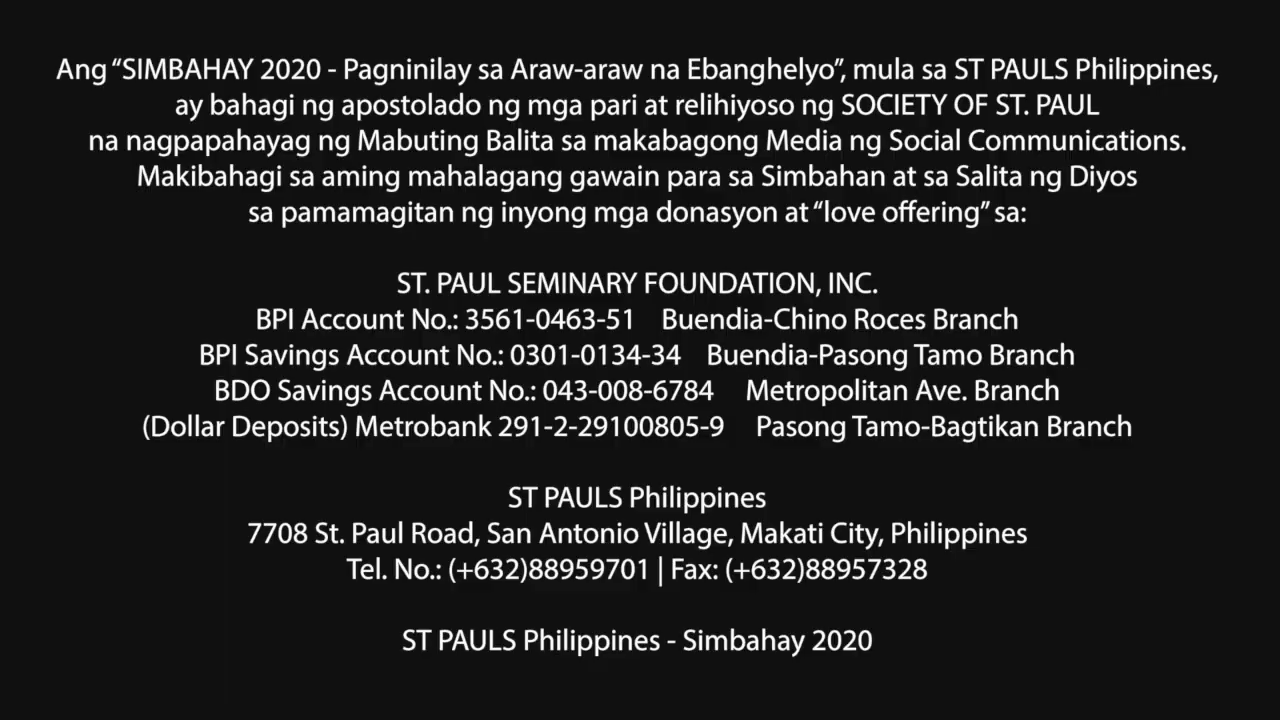 Ang “SIMBAHAY 2020 - Pagninilay sa Araw-araw na Ebanghelyo”, mula sa ST PAULS Philippines,
ay bahagi ng apostolado ng mga pari at relihiyoso ng SOCIETY OF ST. PAUL
na nagpapahayag ng Mabuting Balita sa makabagong Media ng Social Communications.
Makibahagi sa aming mahalagang gawain para sa Simbahan at sa Salita ng Diyos
sa pamamagitan ng inyong mga donasyon at “love offering” sa:
ST. PAUL SEMINARY FOUNDATION, INC.
BPI Account No.: 3561-0463-51 Buendia-Chino Roces Branch
BPI Savings Account No.: 0301-0134-34 Buendia-Pasong Tamo Branch
BDO Savings Account No.: 043-008-6784 Metropolitan Ave. Branch
(Dollar Deposits) Metrobank 291-2-29100805-9 Pasong Tamo-Bagtikan Branch
ST PAULS Philippines
7708 St. Paul Road, San Antonio Village, Makati City, Philippines
Tel. No.: (+632)88959701 | Fax: (+632)88957328
ST PAULS Philippines - Simbahay 2020